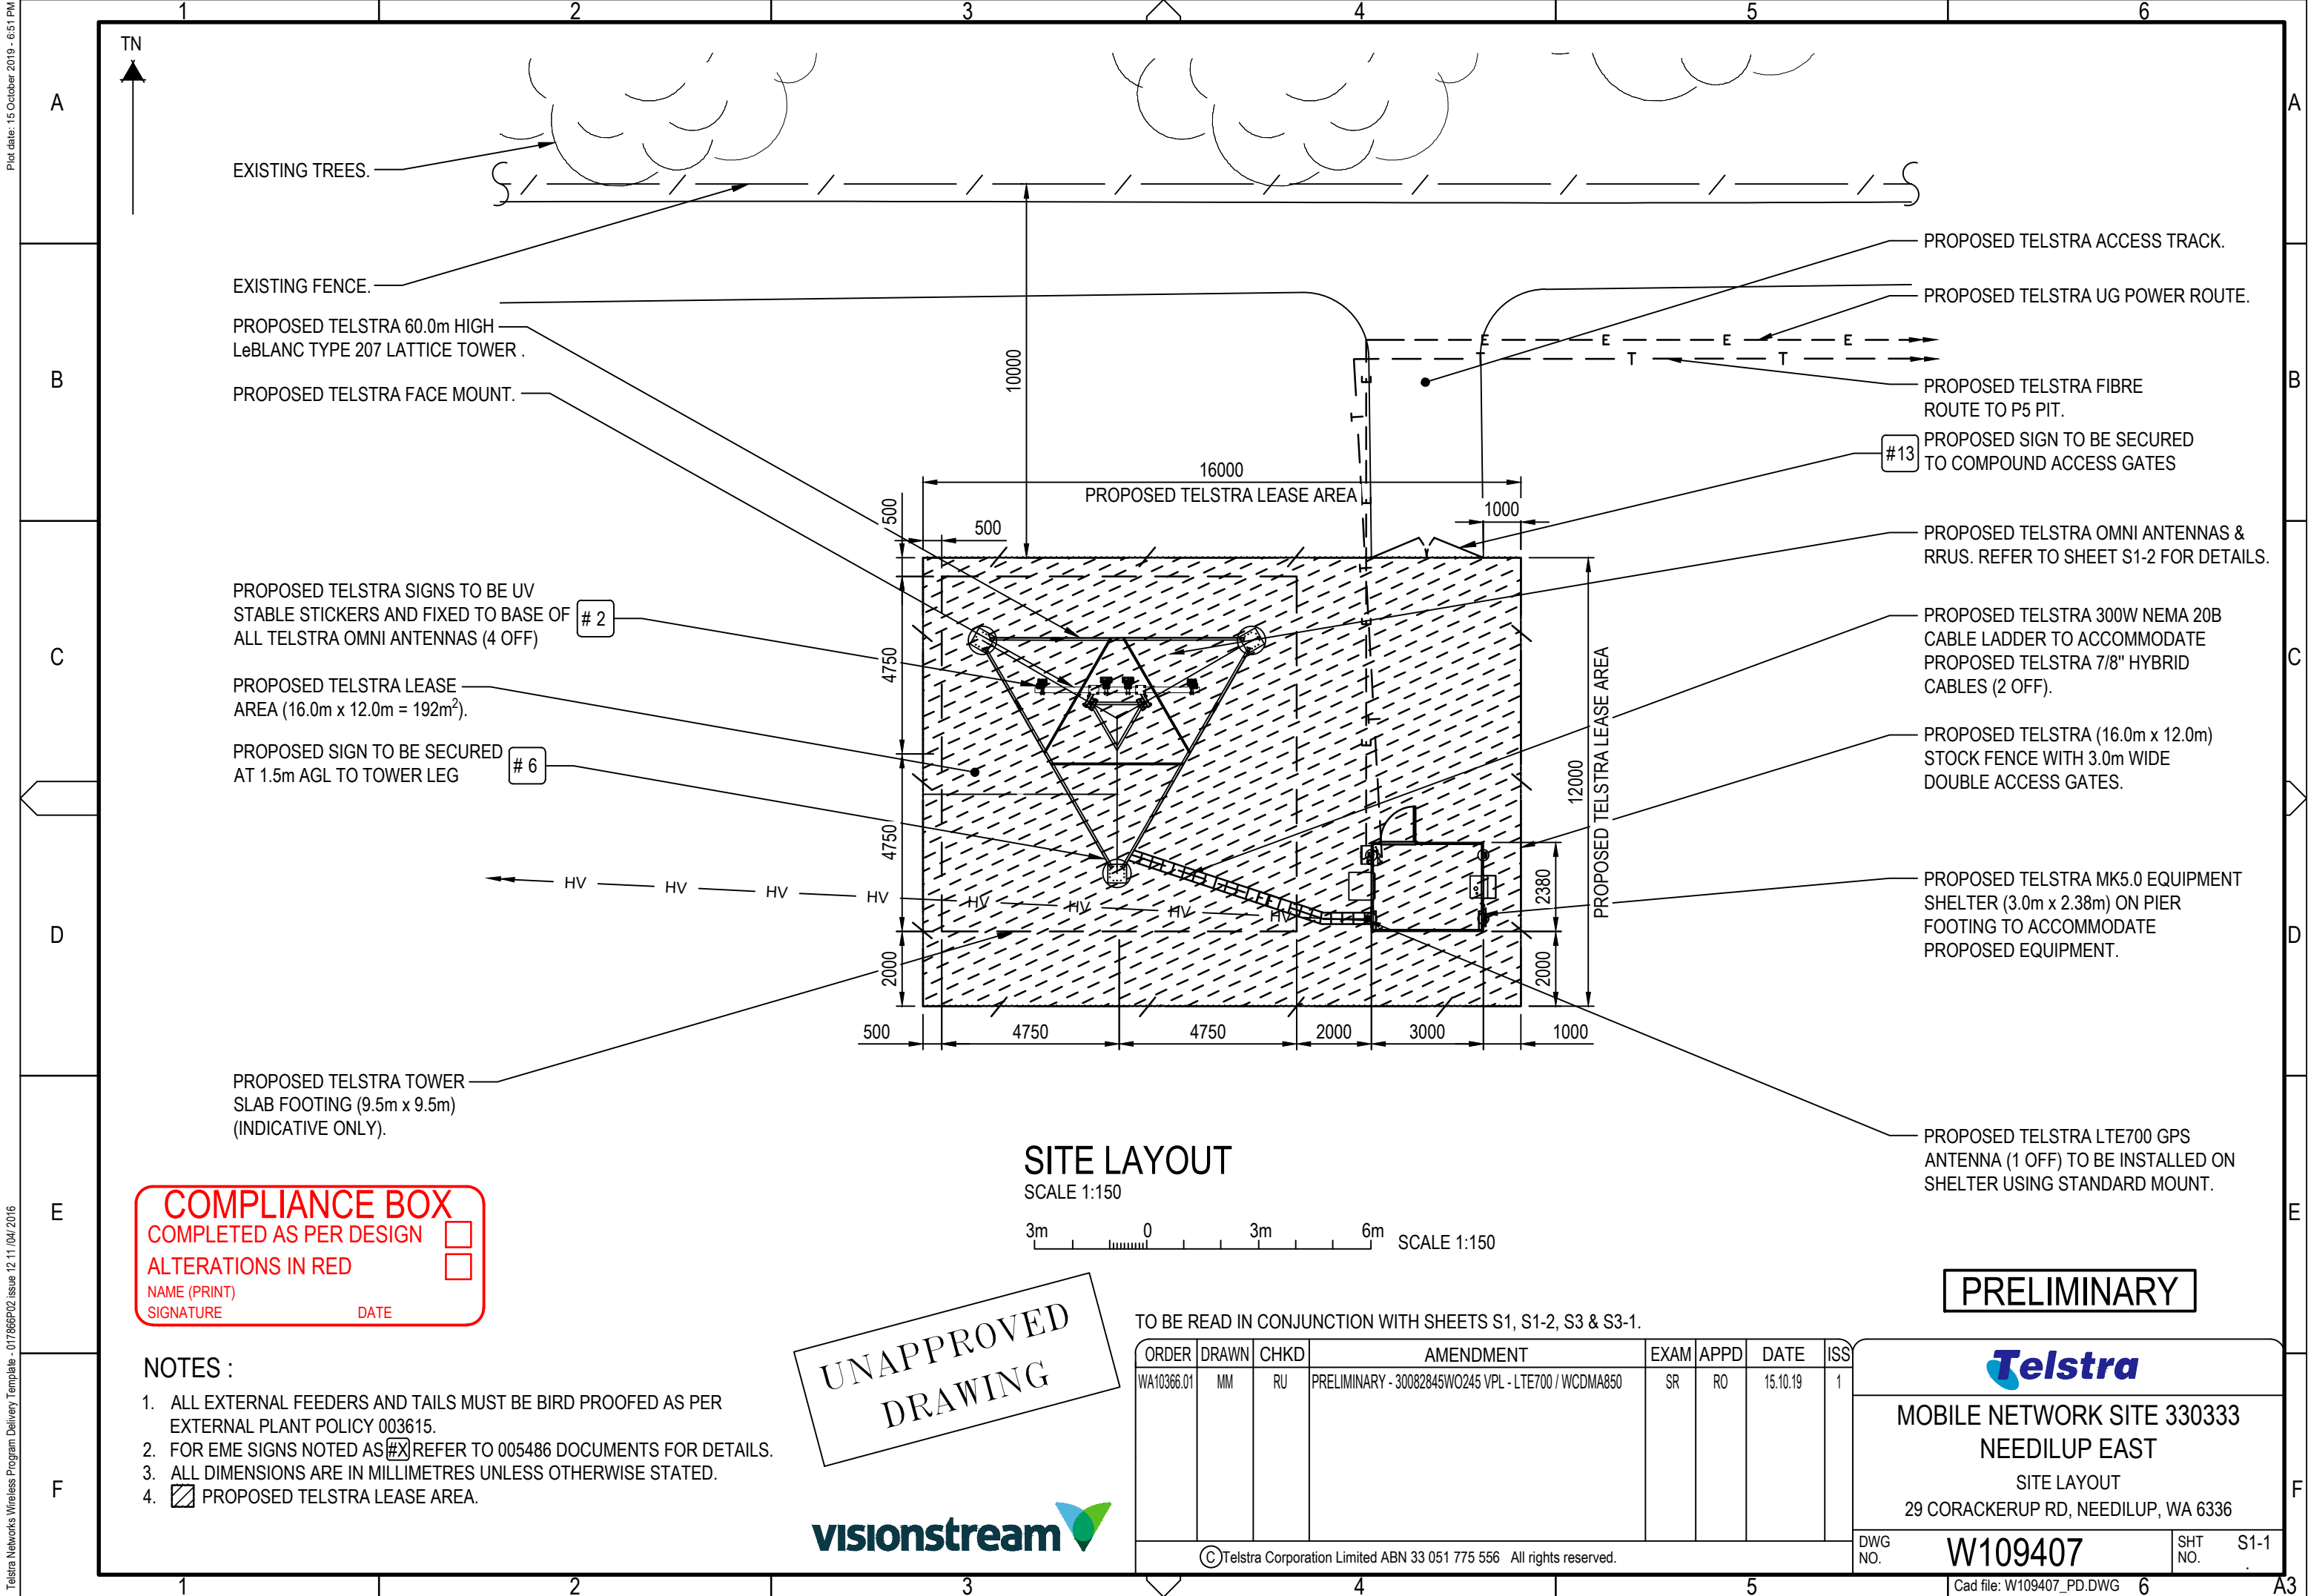 1 2 3 4 5 6
Plot date: 15 October 2019 - 6:51 PM
TN
A A
EXISTING TREES.
EXISTING FENCE.
PROPOSED TELSTRA 60.0m HIGH
LeBLANC TYPE 207 LATTICE TOWER .
B B
PROPOSED TELSTRA FACE MOUNT.
PROPOSED TELSTRA SIGNS TO BE UV
STABLE STICKERS AND FIXED TO BASE OF
ALL TELSTRA OMNI ANTENNAS (4 OFF)
# 2
C C
PROPOSED TELSTRA LEASE
AREA (16.0m x 12.0m = 192m²).
PROPOSED SIGN TO BE SECURED
AT 1.5m AGL TO TOWER LEG
# 6
D D
PROPOSED TELSTRA TOWER
SLAB FOOTING (9.5m x 9.5m)
(INDICATIVE ONLY).
10000
16000
PROPOSED TELSTRA LEASE AREA
500
500
1000
4750
4750
2000
12000
PROPOSED TELSTRA LEASE AREA
2380
2000
500 4750 4750 2000 3000 1000
HV HV HV HV HV HV HV HV
E E E E
T T T
E
T
E
T
E
T
E
PROPOSED TELSTRA ACCESS TRACK.
PROPOSED TELSTRA UG POWER ROUTE.
PROPOSED TELSTRA FIBRE
ROUTE TO P5 PIT.
#13
PROPOSED SIGN TO BE SECURED
TO COMPOUND ACCESS GATES
PROPOSED TELSTRA OMNI ANTENNAS &
RRUS. REFER TO SHEET S1-2 FOR DETAILS.
PROPOSED TELSTRA 300W NEMA 20B
CABLE LADDER TO ACCOMMODATE
PROPOSED TELSTRA 7/8" HYBRID
CABLES (2 OFF).
PROPOSED TELSTRA (16.0m x 12.0m)
STOCK FENCE WITH 3.0m WIDE
DOUBLE ACCESS GATES.
PROPOSED TELSTRA MK5.0 EQUIPMENT
SHELTER (3.0m x 2.38m) ON PIER
FOOTING TO ACCOMMODATE
PROPOSED EQUIPMENT.
PROPOSED TELSTRA LTE700 GPS
ANTENNA (1 OFF) TO BE INSTALLED ON
SHELTER USING STANDARD MOUNT.
SITE LAYOUT
SCALE 1:150
3m 0 3m 6m SCALE 1:150
E E
COMPLIANCE BOX
COMPLETED AS PER DESIGN
ALTERATIONS IN RED
NAME (PRINT)
SIGNATURE DATE
NOTES :
1. ALL EXTERNAL FEEDERS AND TAILS MUST BE BIRD PROOFED AS PER
EXTERNAL PLANT POLICY 003615.
2. FOR EME SIGNS NOTED AS #X REFER TO 005486 DOCUMENTS FOR DETAILS.
3. ALL DIMENSIONS ARE IN MILLIMETRES UNLESS OTHERWISE STATED.
4. PROPOSED TELSTRA LEASE AREA.
F F
UNAPPROVED
DRAWING
visionstream
PRELIMINARY
TO BE READ IN CONJUNCTION WITH SHEETS S1, S1-2, S3 & S3-1.
ORDER DRAWN CHKD AMENDMENT EXAM APPD DATE ISS
WA10366.01 MM RU PRELIMINARY - 30082845WO245 VPL - LTE700 / WCDMA850 SR RO 15.10.19 1
C Telstra Corporation Limited ABN 33 051 775 556 All rights reserved.
Telstra
MOBILE NETWORK SITE 330333
NEEDILUP EAST
SITE LAYOUT
29 CORACKERUP RD, NEEDILUP, WA 6336
DWG NO. W109407 SHT NO. S1-1
Cad file: W109407_PD.DWG
A3
Telstra Networks Wireless Program Delivery Template - 017866P02 issue 12 11 /04/ 2016
1 2 3 4 5 6